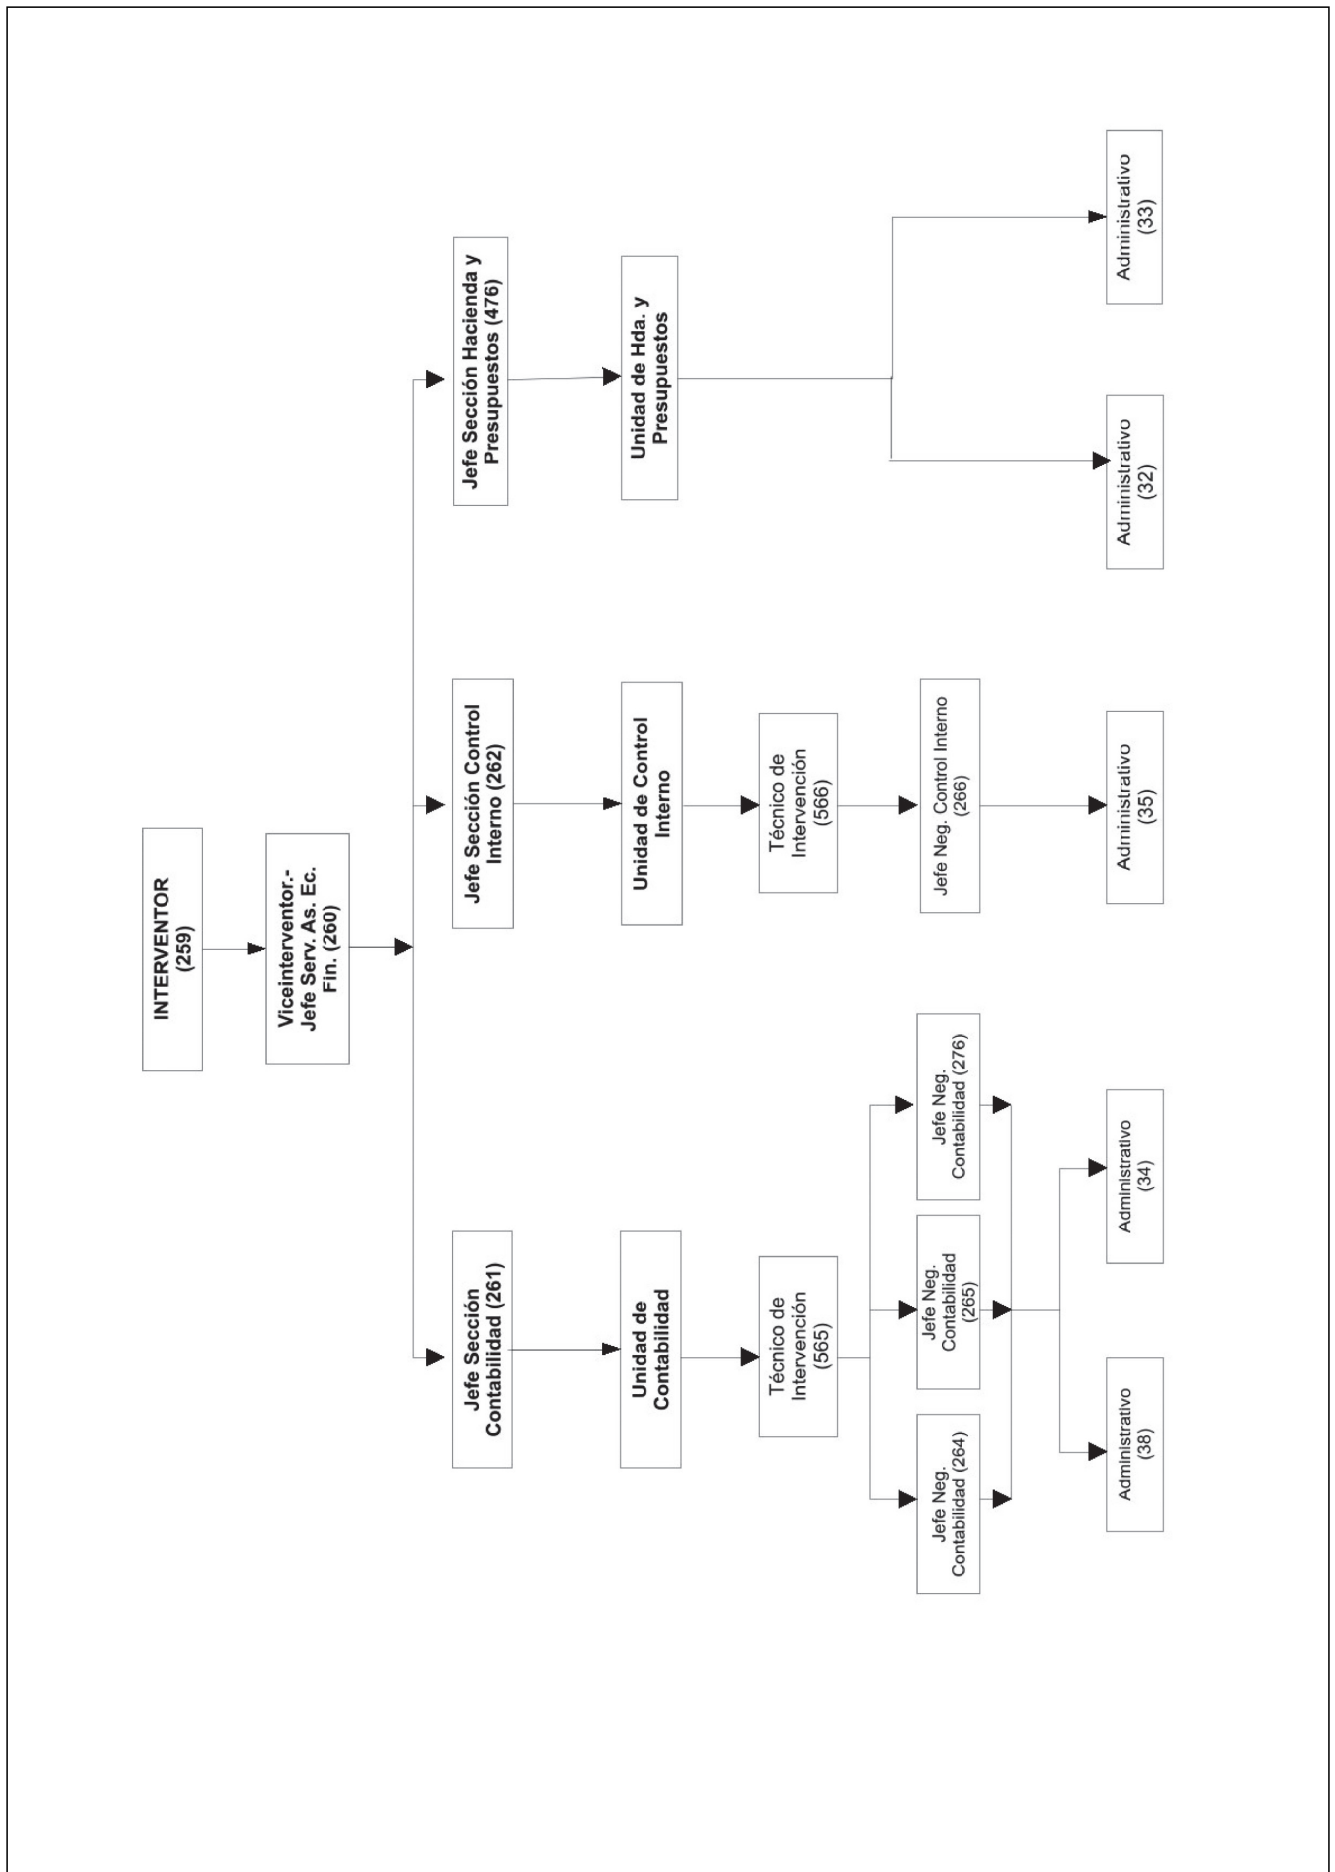 INTERVENTOR
(259)
Viceinterventor.-
Jefe Serv. As. Ec.
Fin. (260)
Jefe Sección
Contabilidad (261)
Jefe Sección Control
Interno (262)
Jefe Sección Hacienda y
Presupuestos (476)
Unidad de
Contabilidad
Unidad de Control
Interno
Unidad de Hda. y
Presupuestos
Técnico de
Intervención
(565)
Técnico de
Intervención
(566)
Jefe Neg.
Contabilidad (264)
Jefe Neg.
Contabilidad
(265)
Jefe Neg.
Contabilidad (276)
Jefe Neg. Control Interno
(266)
Administrativo
(38)
Administrativo
(34)
Administrativo
(35)
Administrativo
(32)
Administrativo
(33)